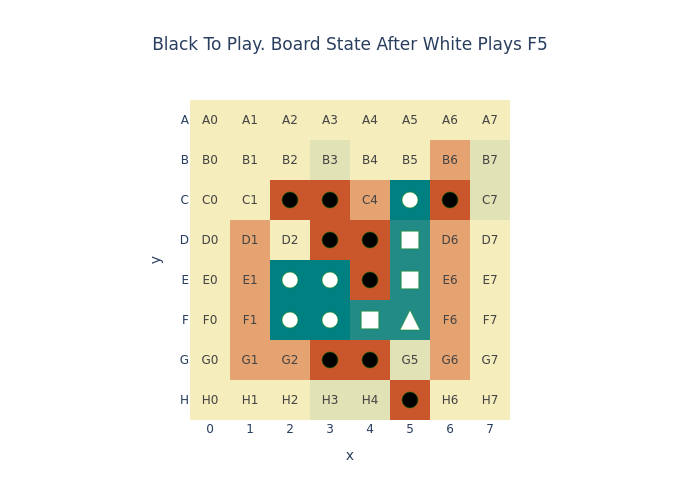 Black To Play. Board State After White Plays F5
A A0 A1 A2 A3 A4 A5 A6 A7
B B0 B1 B2 B3 B4 B5 B6 B7
C C0 C1 C4 C7
D D0 D1 D2 D6 D7
y
E E0 E1 E6 E7
F F0 F1 F6 F7
G G0 G1 G2 G5 G6 G7
H H0 H1 H2 H3 H4 H6 H7
0 1 2 3 4 5 6 7
x